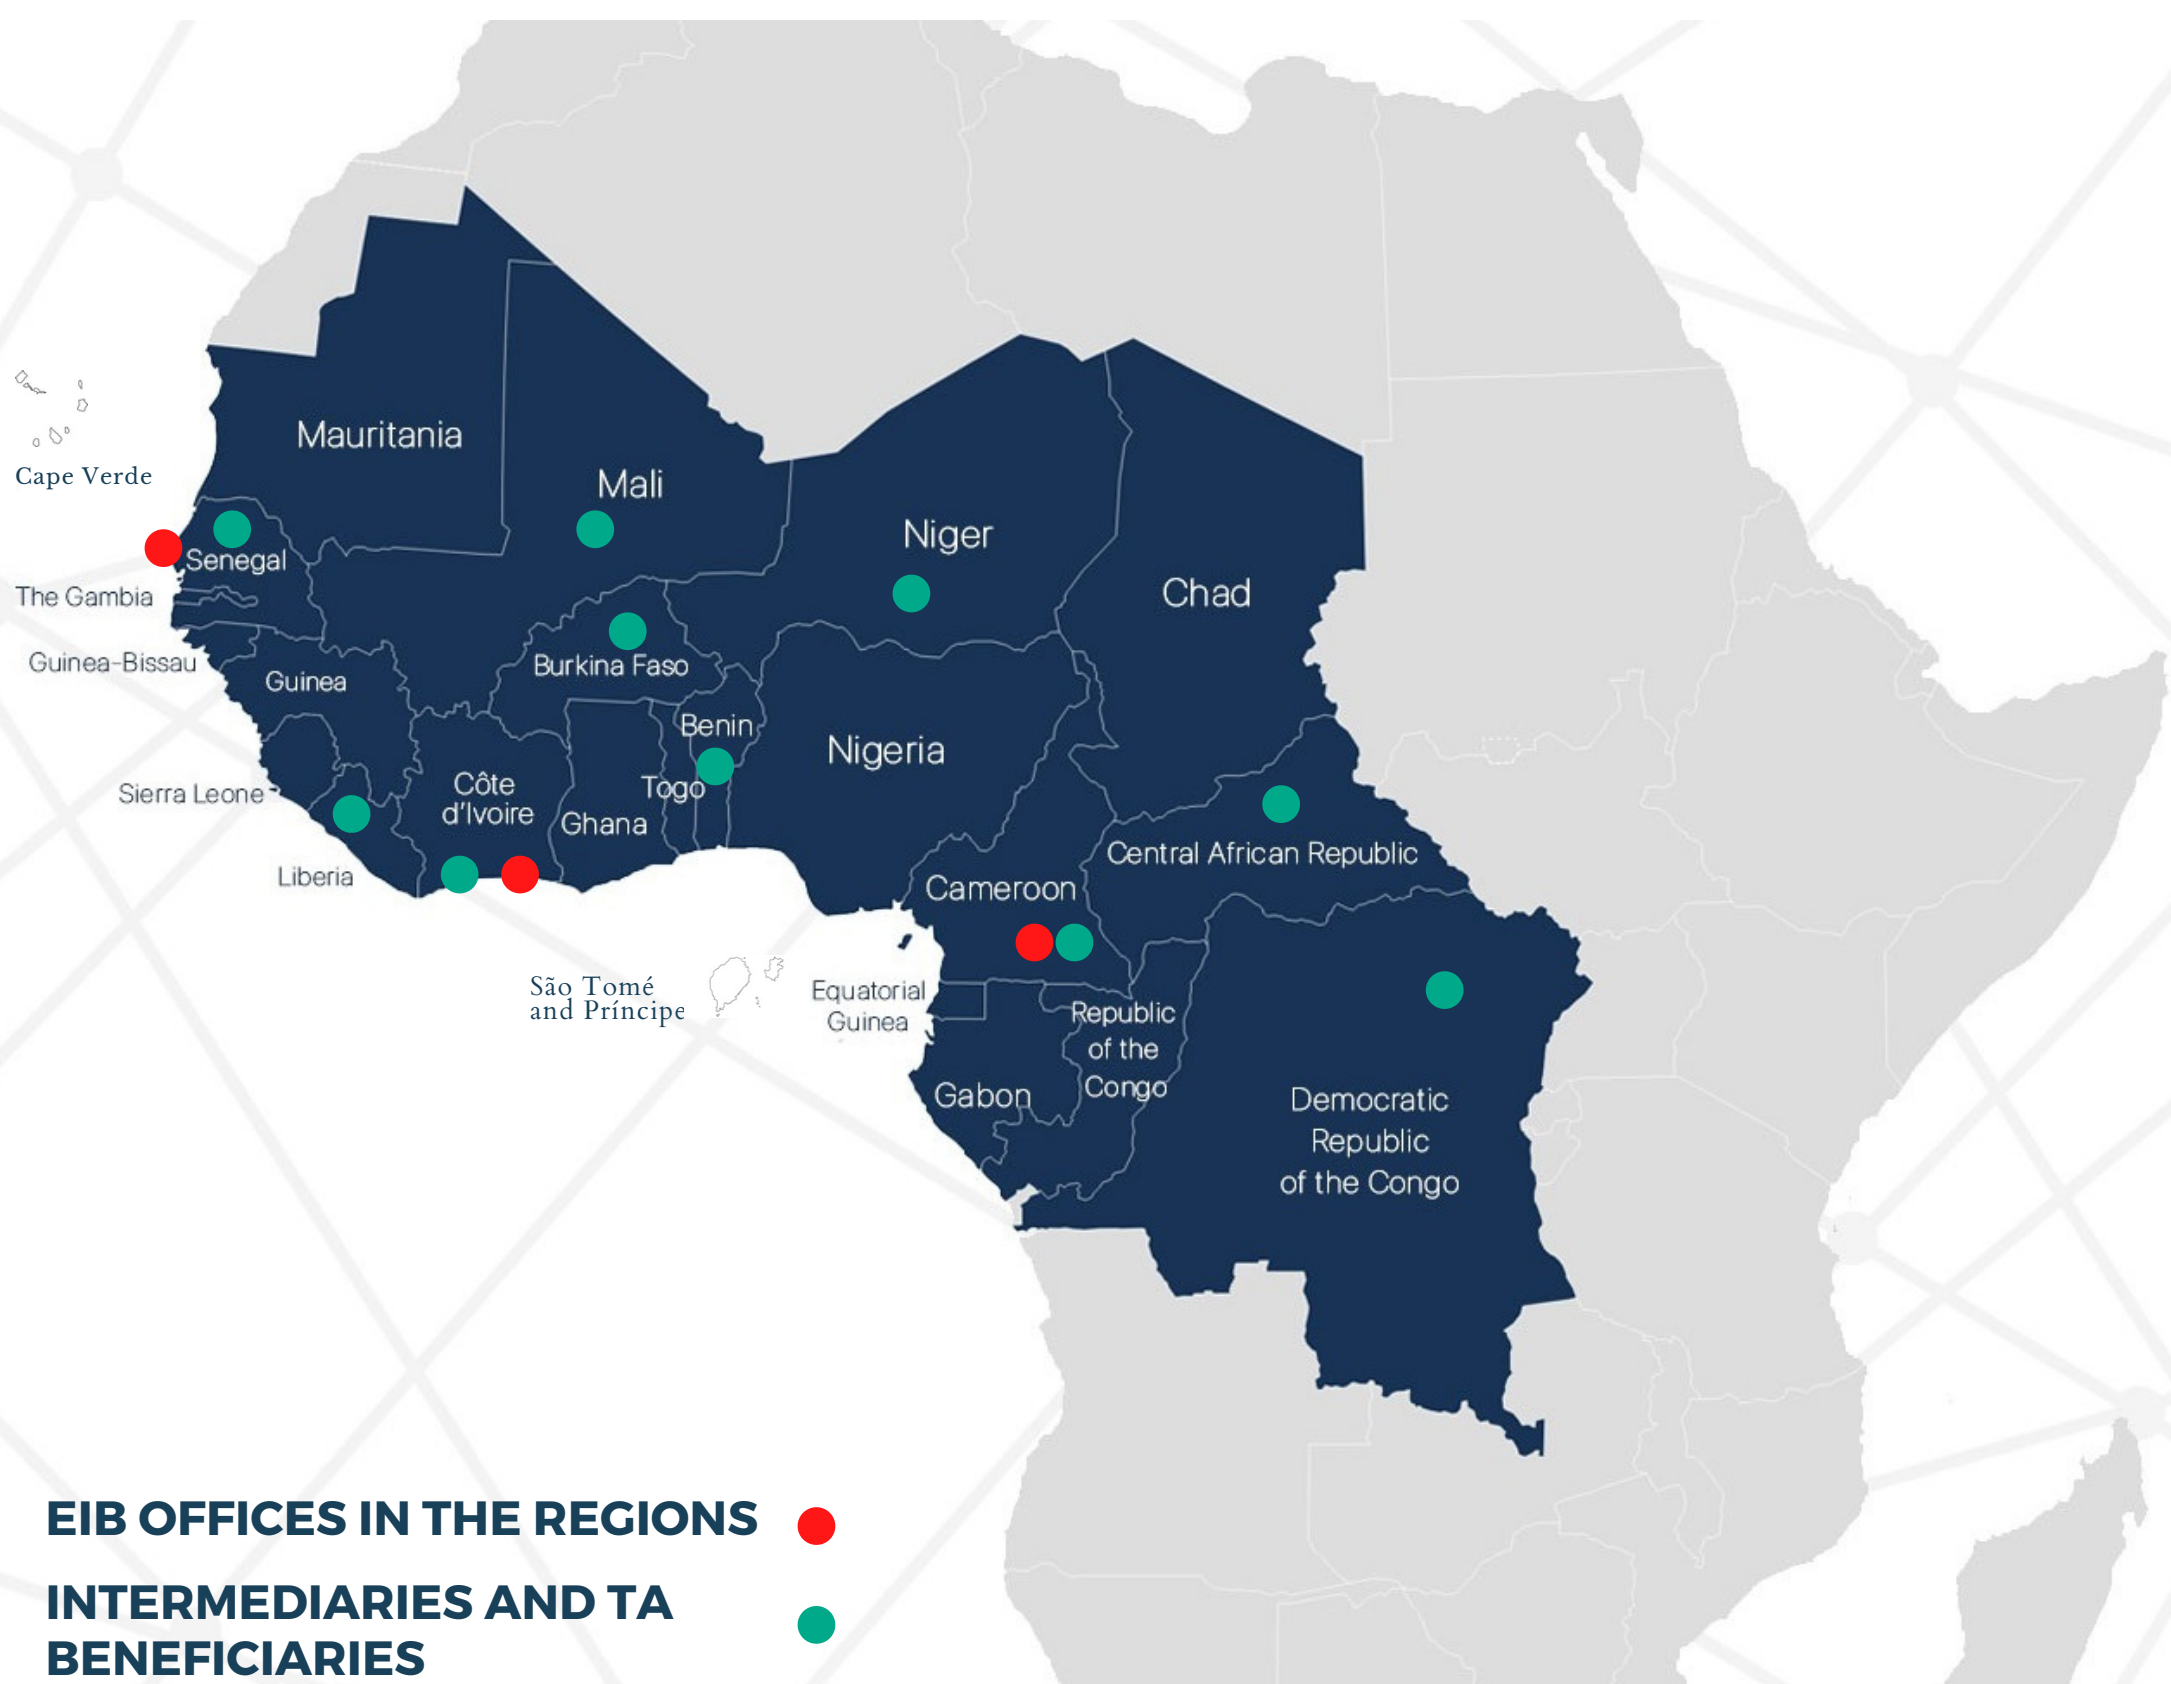 Mauritania
Cape Verde
Mali
Niger
Senegal
Chad
The Gambia
Guinea-Bissau
Burkina Faso
Guinea
Benin
Nigeria
Côte
d'Ivoire
Togo
Sierra Leone
Ghana
Central African Republic
Liberia
Cameroon
São Tomé
and Príncipe
Equatorial
Guinea
Republic
of the
Congo
Gabon
Democratic
Republic
of the Congo
EIB OFFICES IN THE REGIONS
INTERMEDIARIES AND TA
BENEFICIARIES